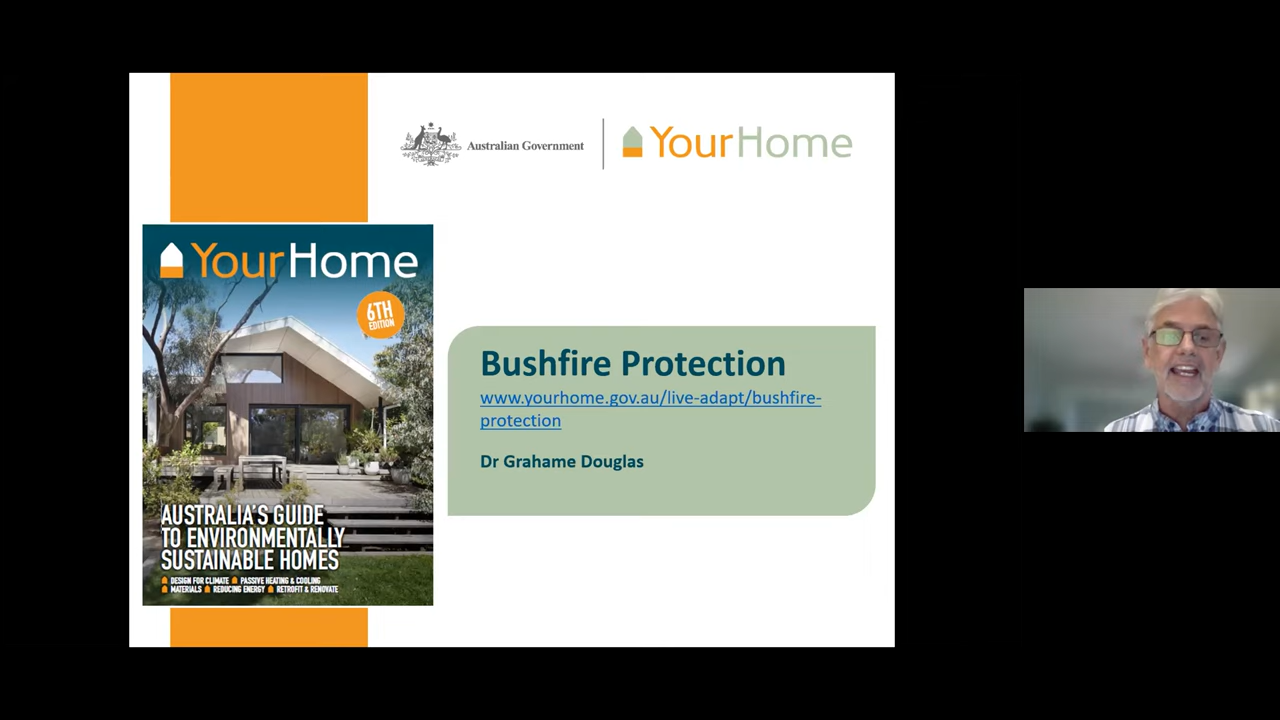 Australian Government
YourHome
YourHome
6TH
EDITION
AUSTRALIA'S GUIDE
TO ENVIRONMENTALLY
SUSTAINABLE HOMES
DESIGN FOR CLIMATE PASSIVE HEATING & COOLING
MATERIALS REDUCING ENERGY RETROFIT & RENOVATE
Bushfire Protection
www.yourhome.gov.au/live-adapt/bushfire-
protection
Dr Grahame Douglas